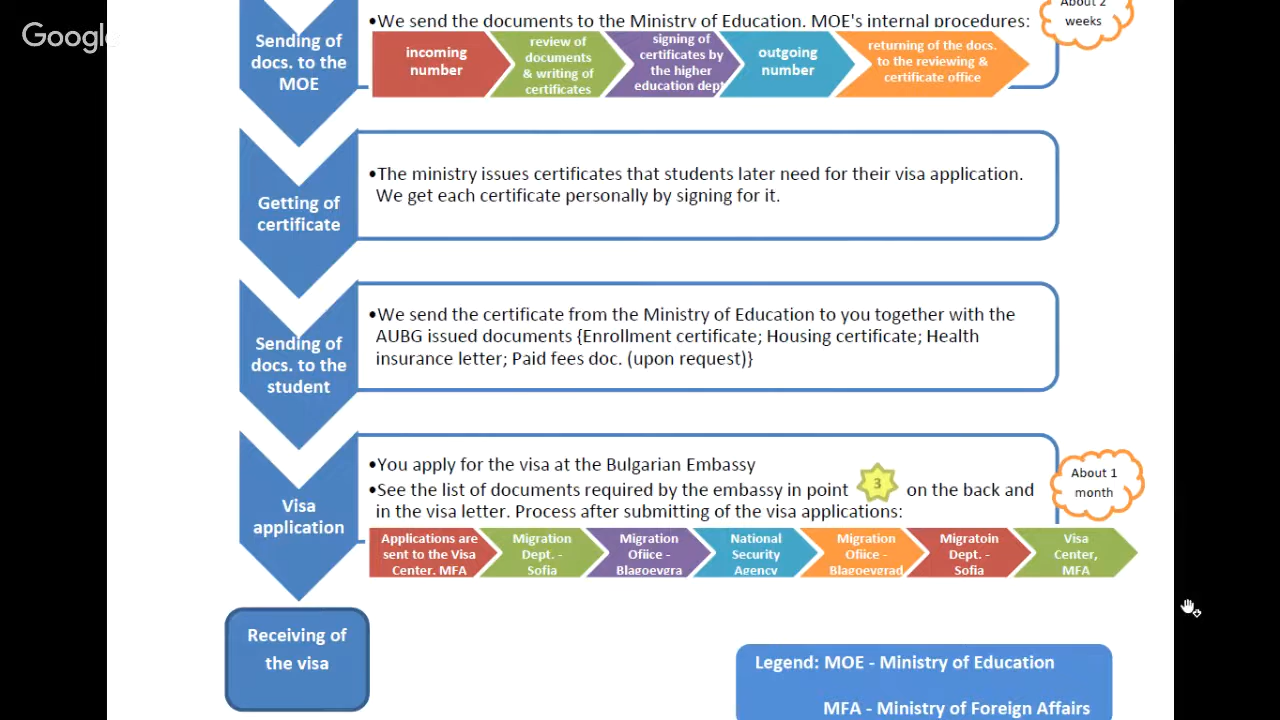 Google
About 2
weeks
•We send the documents to the Ministry of Education. MOE's internal procedures:
Sending of
docs. to the
MOE
incoming
number
review of
documents
& writing of
certificates
signing of
certificates by
the higher
education dept
outgoing
number
returning of the docs.
to the reviewing &
certificate office
Getting of
certificate
•The ministry issues certificates that students later need for their visa application.
We get each certificate personally by signing for it.
Sending of
docs. to the
student
•We send the certificate from the Ministry of Education to you together with the
AUBG issued documents {Enrollment certificate; Housing certificate; Health
insurance letter; Paid fees doc. (upon request)}
Visa
application
•You apply for the visa at the Bulgarian Embassy
•See the list of documents required by the embassy in point 3 on the back and
in the visa letter. Process after submitting of the visa applications:
About 1
month
Applications are
sent to the Visa
Center, MFA
Migration
Dept. -
Sofia
Migration
Ofiice -
Blagoevgra
National
Security
Agency
Migration
Ofiice -
Blagoevgrad
Migratoin
Dept. -
Sofia
Visa
Center,
MFA
Receiving of
the visa
Legend: MOE - Ministry of Education
MFA - Ministry of Foreign Affairs